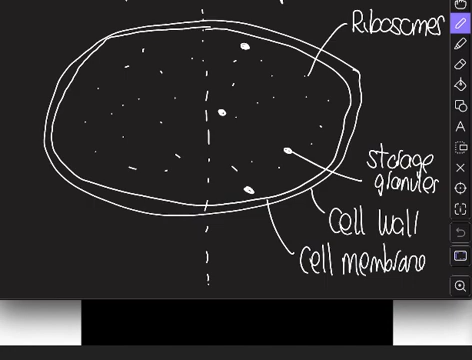 Ribosomes
storage
granules
Cell wall
Cell membrane
A